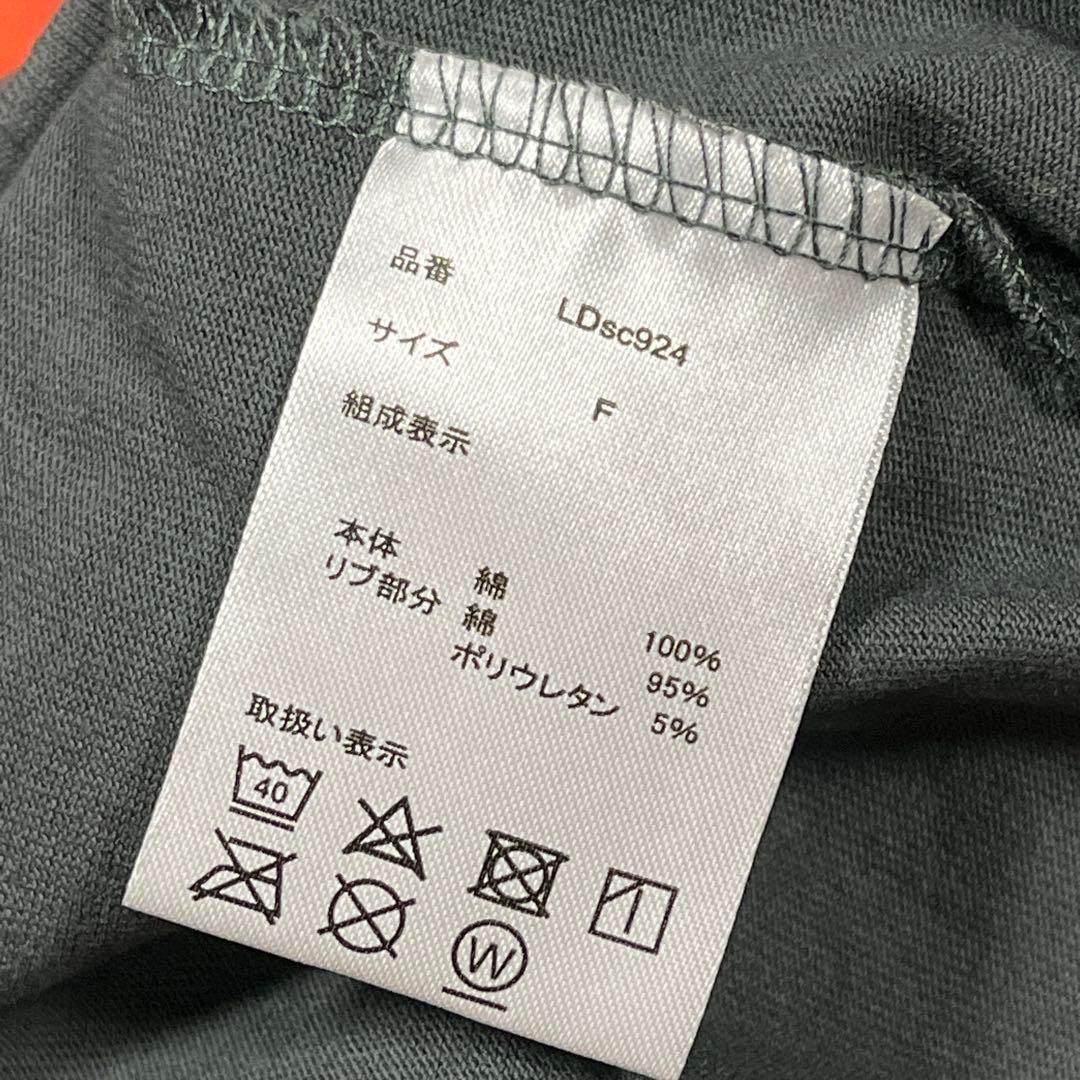 品番 LDsc924
サイズ F
組成表示
本体 綿 100%
リブ部分 綿 95%
ポリウレタン 5%
取扱い表示
40
W